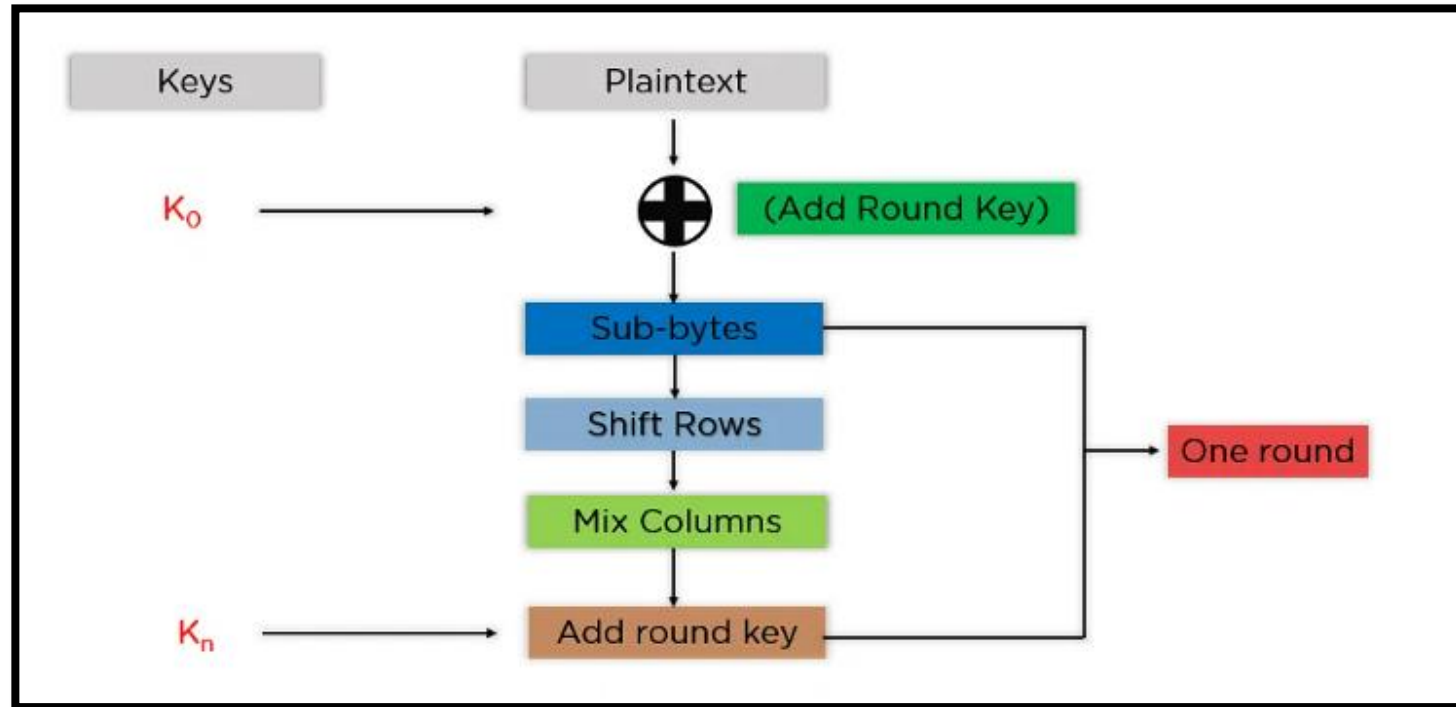 Keys
Plaintext
K₀
(Add Round Key)
Sub-bytes
Shift Rows
One round
Mix Columns
Kₙ
Add round key